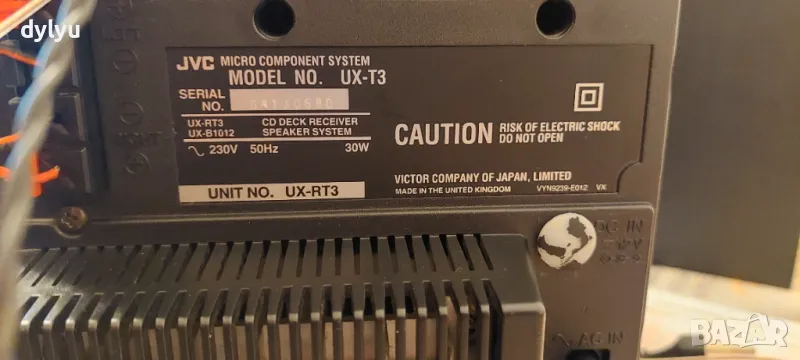 dylyu
JVC MICRO COMPONENT SYSTEM
MODEL NO. UX-T3
SERIAL NO.
UX-RT3 CD DECK RECEIVER
UX-B1012 SPEAKER SYSTEM
∿ 230V 50Hz 30W
UNIT NO. UX-RT3
CAUTION RISK OF ELECTRIC SHOCK
DO NOT OPEN
VICTOR COMPANY OF JAPAN, LIMITED
MADE IN THE UNITED KINGDOM VYN9239-E012 VX
DC IN
12V
AC IN
BAZAR